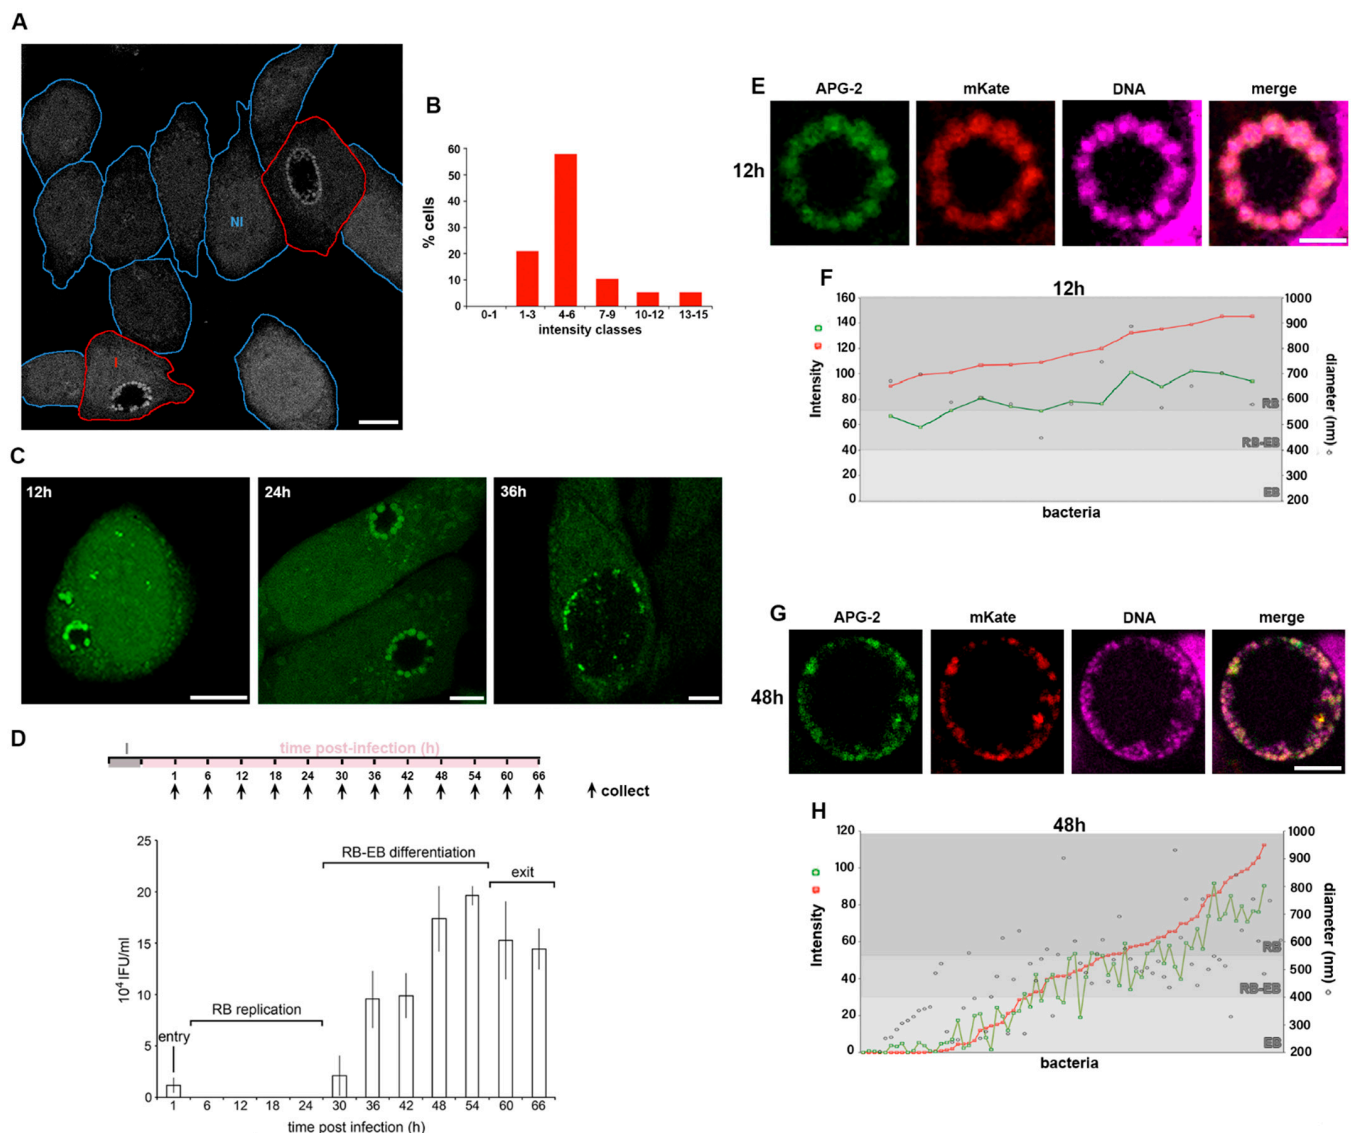 A
NI
I
B
% cells
60
50
40
30
20
10
0
0-1 1-3 4-6 7-9 10-12 13-15
intensity classes
C
12h
24h
36h
D
I
time post-infection (h)
1 6 12 18 24 30 36 42 48 54 60 66
collect
10⁴ IFU/ml
25
20
15
10
5
0
entry
RB replication
RB-EB differentiation
exit
1 6 12 18 24 30 36 42 48 54 60 66
time post infection (h)
E
APG-2 mKate DNA merge
12h
F
12h
Intensity
160
140
120
100
80
60
40
20
0
RB
RB-EB
EB
1000
900
800
700
600
500
400
300
200
diameter (nm)
bacteria
G
APG-2 mKate DNA merge
48h
H
48h
Intensity
120
100
80
60
40
20
0
RB
RB-EB
EB
1000
900
800
700
600
500
400
300
200
diameter (nm)
bacteria